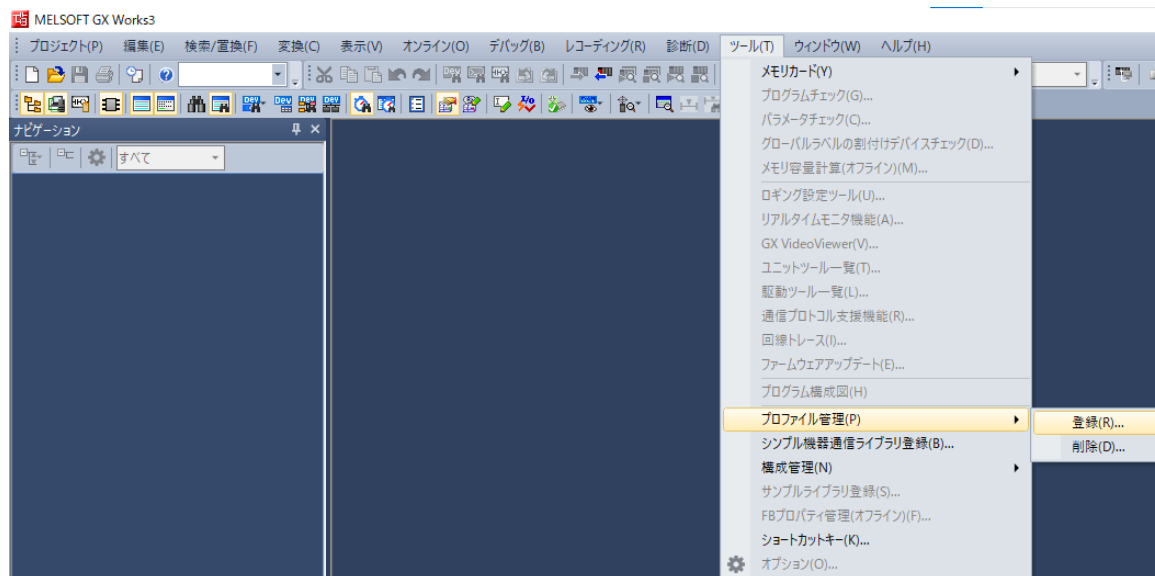 MELSOFT GX Works3
プロジェクト(P) 編集(E) 検索/置換(F) 変換(C) 表示(V) オンライン(O) デバッグ(B) レコーディング(R) 診断(D) ツール(T) ウィンドウ(W) ヘルプ(H)
ナビゲーション
すべて
メモリカード(Y)
プログラムチェック(G)...
パラメータチェック(C)...
グローバルラベルの割付けデバイスチェック(D)...
メモリ容量計算(オフライン)(M)...
ロギング設定ツール(U)...
リアルタイムモニタ機能(A)...
GX VideoViewer(V)...
ユニットツール一覧(T)...
駆動ツール一覧(L)...
通信プロトコル支援機能(R)...
回線トレース(I)...
ファームウェアアップデート(E)...
プログラム構成図(H)
プロファイル管理(P)
登録(R)...
シンプル機器通信ライブラリ登録(B)...
削除(D)...
構成管理(N)
サンプルライブラリ登録(S)...
FBプロパティ管理(オフライン)(F)...
ショートカットキー(K)...
オプション(O)...